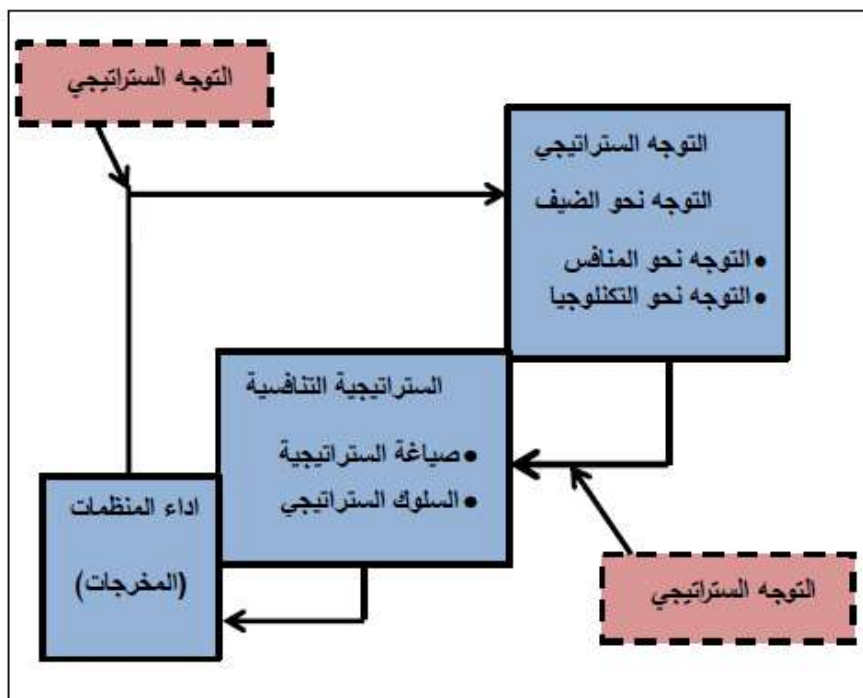 التوجه الستراتيجي
التوجه الستراتيجي
التوجه نحو الضيف
• التوجه نحو المنافس
• التوجه نحو التكنلوجيا
الستراتيجية التنافسية
• صياغة الستراتيجية
• السلوك الستراتيجي
اداء المنظمات
(المخرجات)
التوجه الستراتيجي